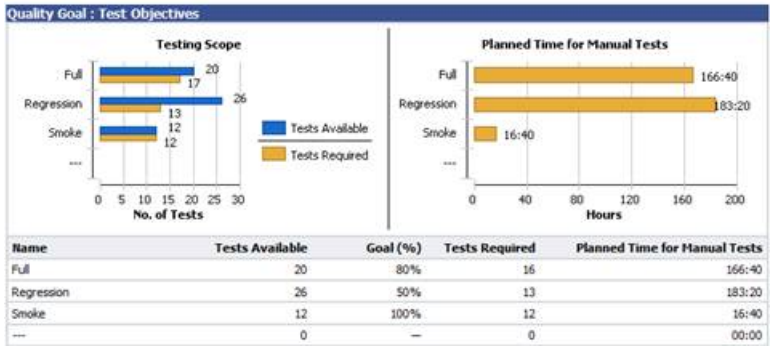 Quality Goal : Test Objectives
Testing Scope
Full
20
17
Regression
26
13
Smoke
12
12
---
Tests Available
Tests Required
0 5 10 15 20 25 30
No. of Tests
Planned Time for Manual Tests
Full
166:40
Regression
183:20
Smoke
16:40
---
0 40 80 120 160 200
Hours
Name Tests Available Goal (%) Tests Required Planned Time for Manual Tests
Full 20 80% 16 166:40
Regression 26 50% 13 183:20
Smoke 12 100% 12 16:40
--- 0 — 0 00:00